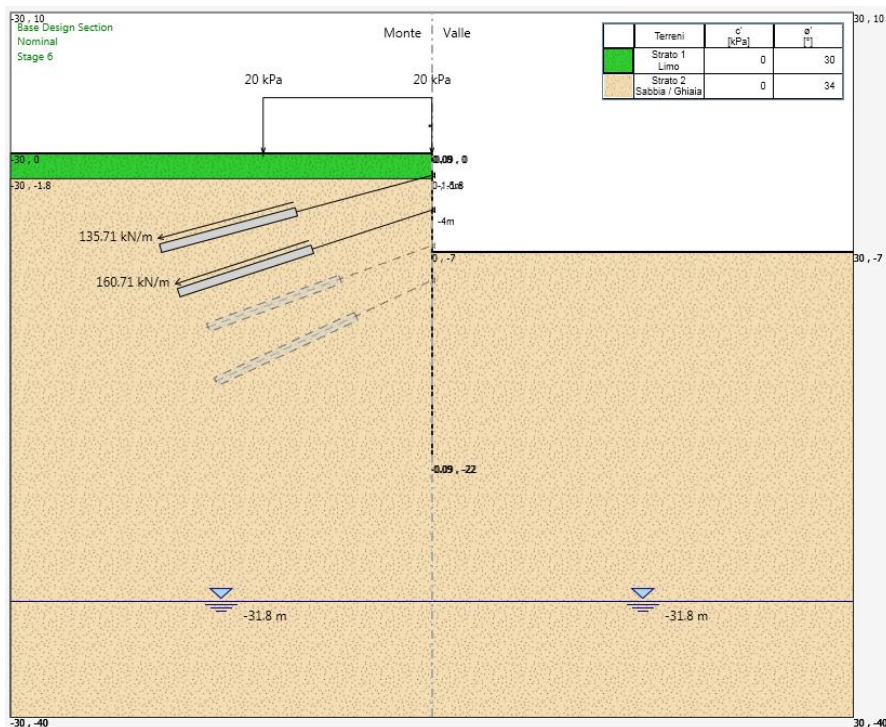 -30 , 10
30 , 10
Base Design Section
Nominal
Stage 6
Monte
Valle
Terreni c' [kPa] ø' [°]
Strato 1 Limo 0 30
Strato 2 Sabbia / Ghiaia 0 34
20 kPa
20 kPa
-30 , 0
, 0
-30 , -1.8
-4m
135.71 kN/m
160.71 kN/m
0 , -7
30 , -7
, -22
-31.8 m
-31.8 m
-30 , -40
30 , -40